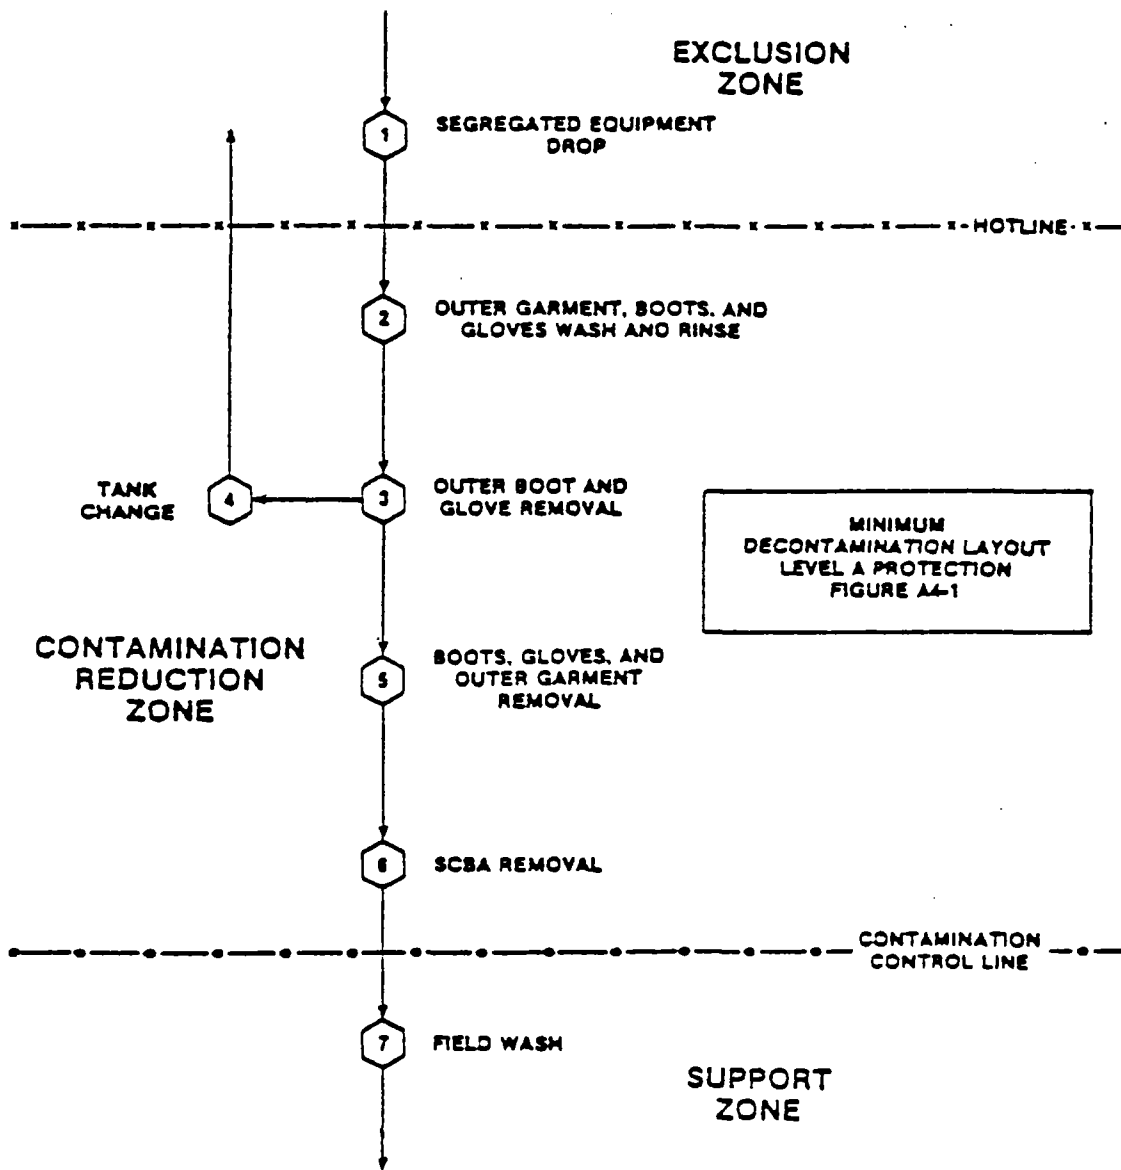 EXCLUSION
ZONE
1
SEGREGATED EQUIPMENT
DROP
HOTLINE
2
OUTER GARMENT, BOOTS, AND
GLOVES WASH AND RINSE
TANK
CHANGE
4
3
OUTER BOOT AND
GLOVE REMOVAL
MINIMUM
DECONTAMINATION LAYOUT
LEVEL A PROTECTION
FIGURE A4-1
CONTAMINATION
REDUCTION
ZONE
5
BOOTS, GLOVES, AND
OUTER GARMENT
REMOVAL
6
SCBA REMOVAL
CONTAMINATION
CONTROL LINE
7
FIELD WASH
SUPPORT
ZONE